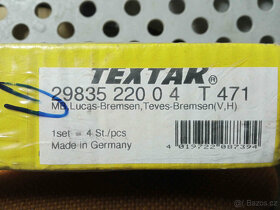 TEXTAR®
29835 220 0 4 T 471
MB Lucas-Bremsen,Teves-Bremsen(V,H)
1set = 4 St./pcs
Made in Germany
4 019722 087394